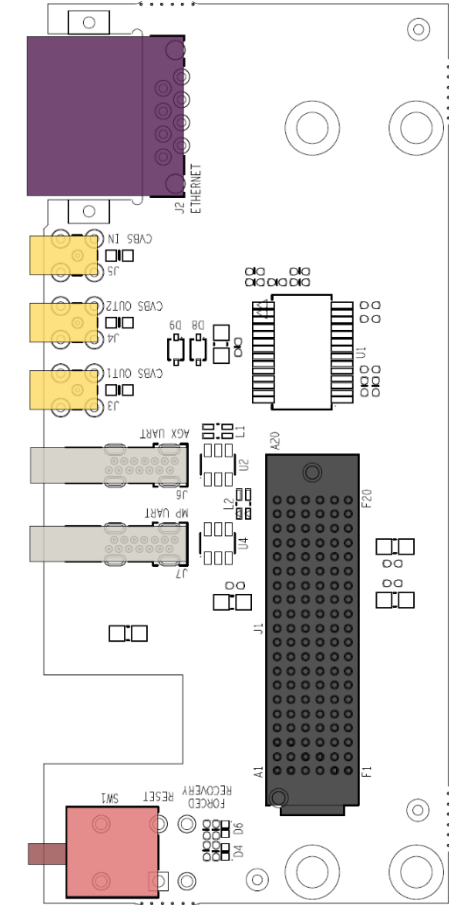 J2
ETHERNET
CVBS IN
J5
CVBS OUT2
J4
D9
D8
U1
CVBS OUT1
J3
AGX UART
L1
A20
J6
U2
L2
F20
MP UART
J7
U4
J1
A1
F1
SW1
RESET
FORCED
RECOVERY
D6
D4